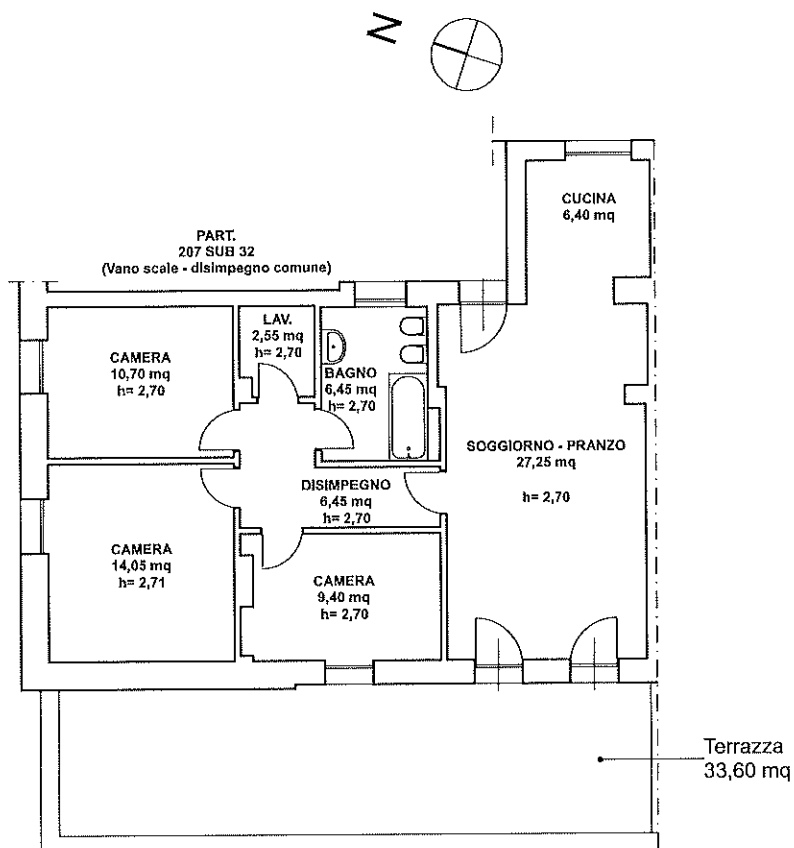 N
CUCINA
6,40 mq
PART.
207 SUB 32
(Vano scale - disimpegno comune)
LAV.
2,55 mq
h= 2,70
CAMERA
10,70 mq
h= 2,70
BAGNO
6,45 mq
h= 2,70
SOGGIORNO - PRANZO
27,25 mq
h= 2,70
DISIMPEGNO
6,45 mq
h= 2,70
CAMERA
14,05 mq
h= 2,71
CAMERA
9,40 mq
h= 2,70
Terrazza
33,60 mq